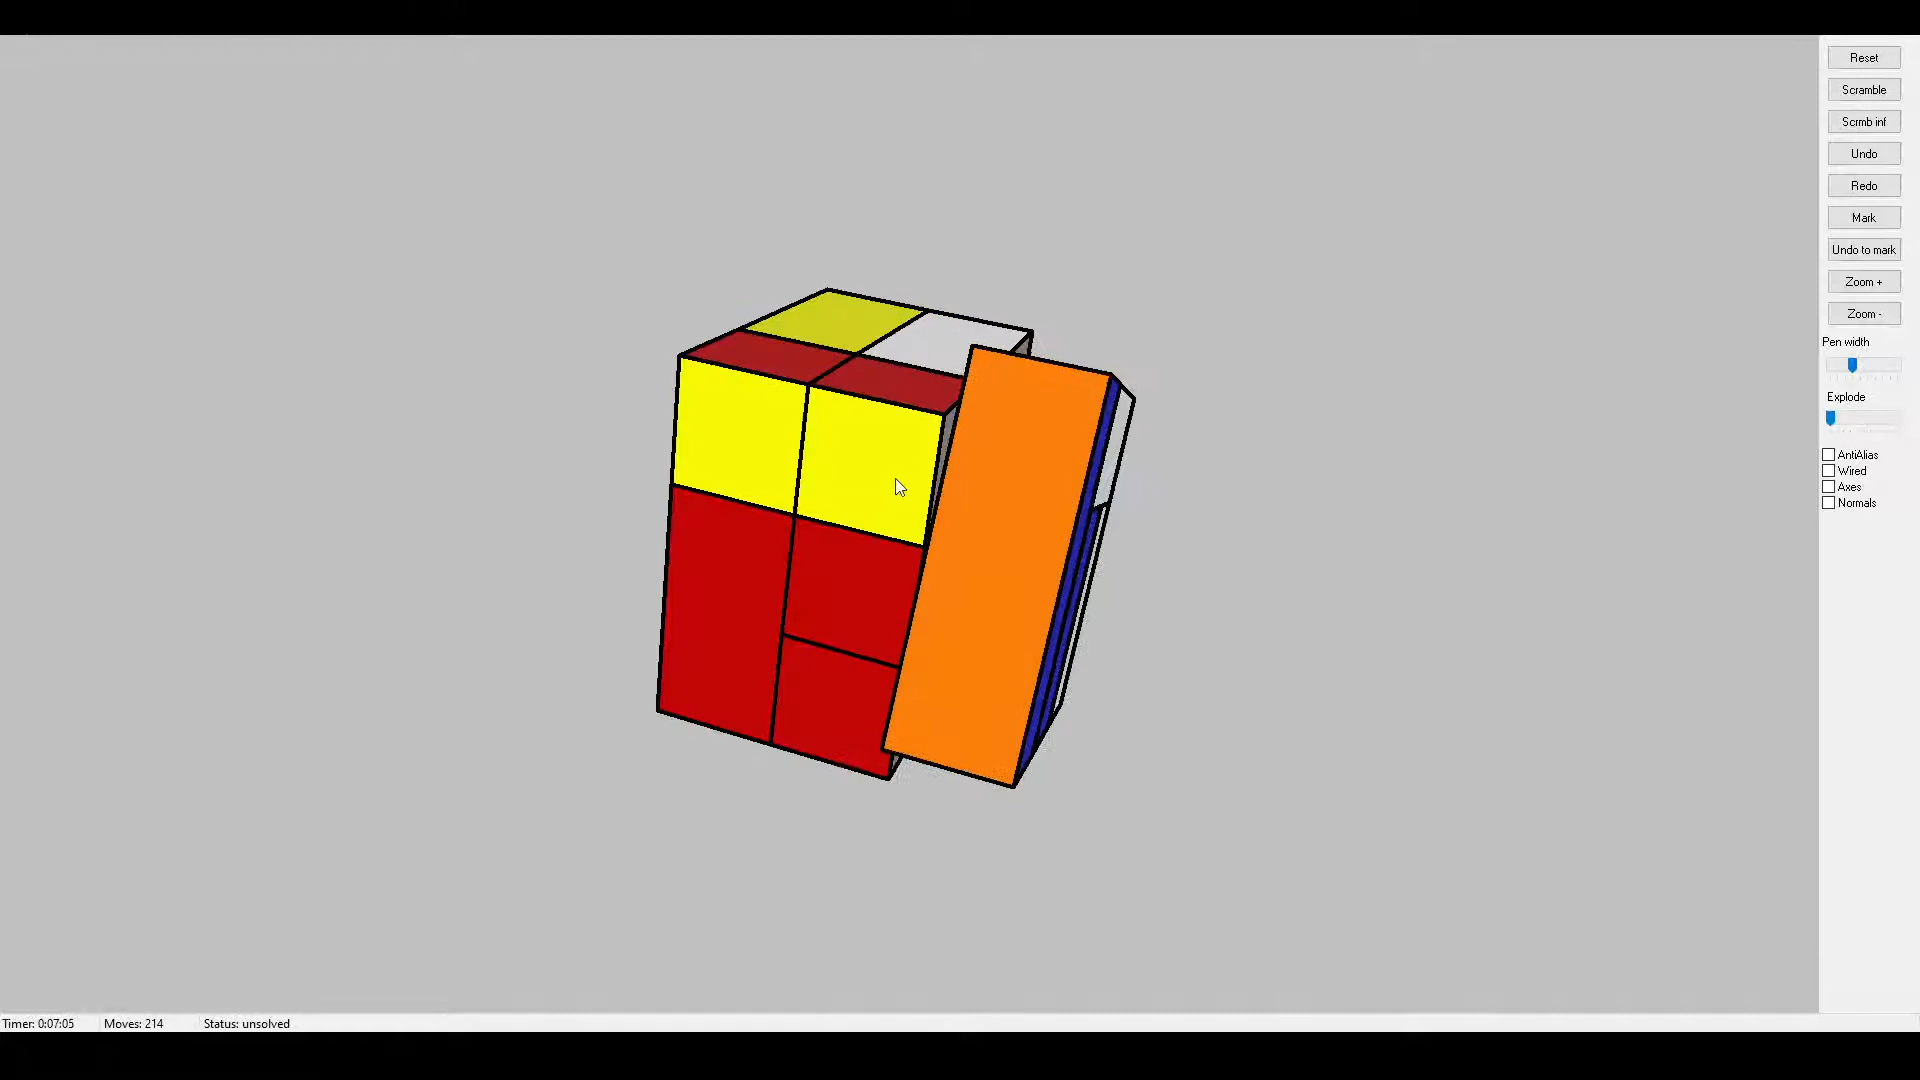 Reset
Scramble
Scrmb inf
Undo
Redo
Mark
Undo to mark
Zoom +
Zoom -
Pen width
Explode
AntiAlias
Wired
Axes
Normals
Timer: 0:07:05 Moves: 214 Status: unsolved